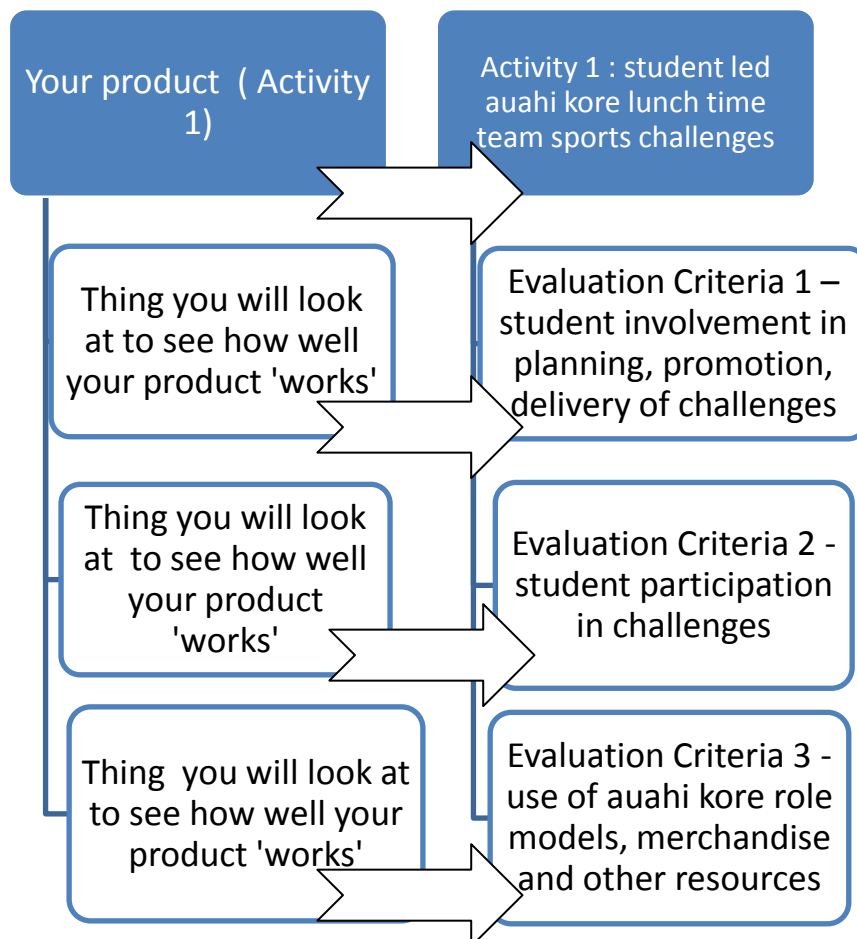 Your product ( Activity
1)
Activity 1 : student led
auahi kore lunch time
team sports challenges
Thing you will look
at to see how well
your product 'works'
Evaluation Criteria 1 –
student involvement in
planning, promotion,
delivery of challenges
Thing you will look
at to see how well
your product
'works'
Evaluation Criteria 2 -
student participation
in challenges
Thing you will look at
to see how well your
product 'works'
Evaluation Criteria 3 -
use of auahi kore role
models, merchandise
and other resources